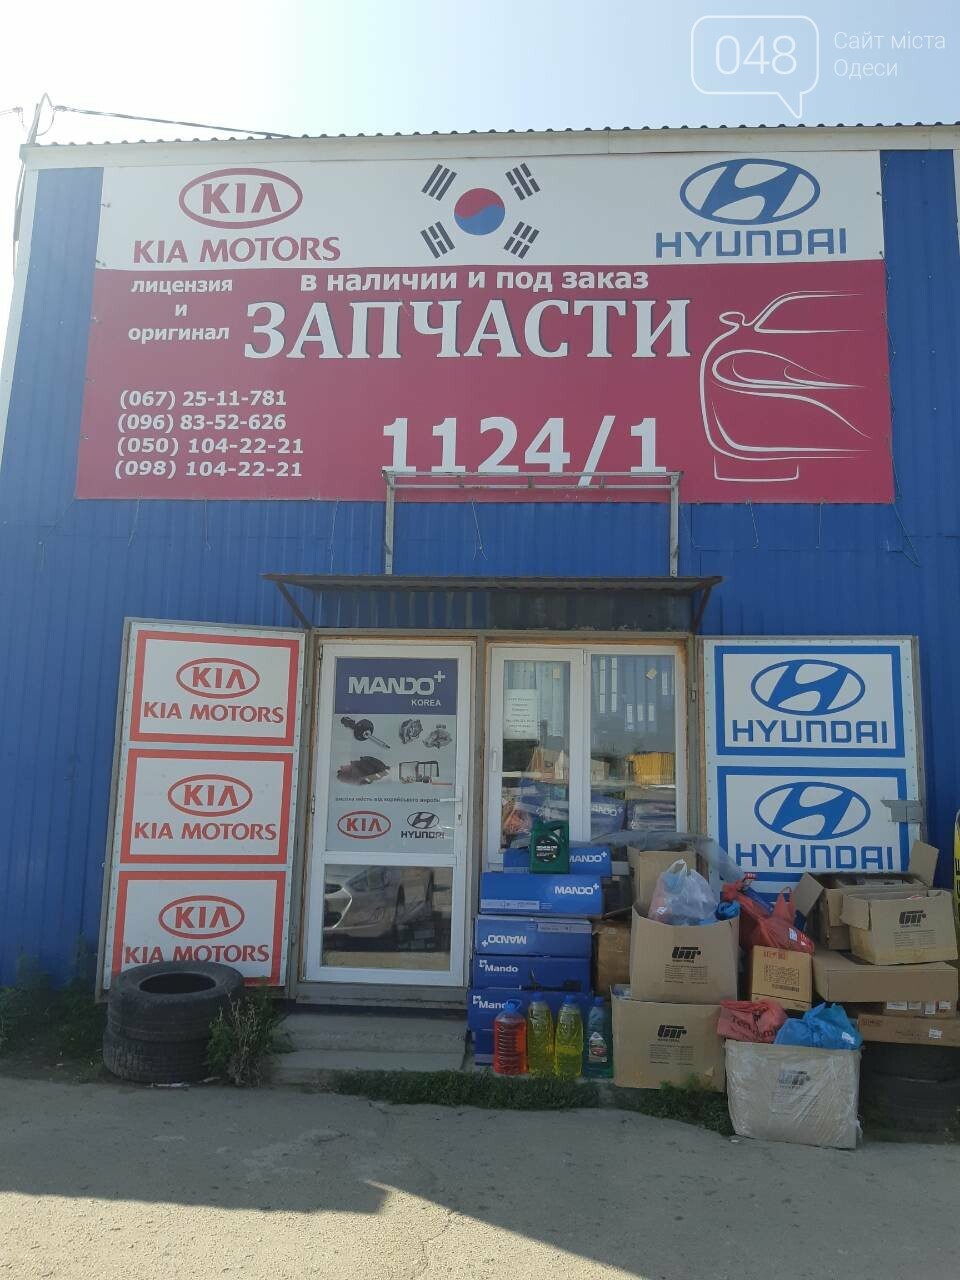 048
Сайт міста
Одеси
KIA
KIA MOTORS
HYUNDAI
лицензия
и
оригинал
в наличии и под заказ
ЗАПЧАСТИ
(067) 25-11-781
(096) 83-52-626
(050) 104-22-21
(098) 104-22-21
1124/1
KIA
KIA MOTORS
KIA
KIA MOTORS
KIA
KIA MOTORS
MANDO+
KOREA
KIA
HYUNDAI
HYUNDAI
HYUNDAI
MANDO+
MANDO+
MANDO
Mando
Mando